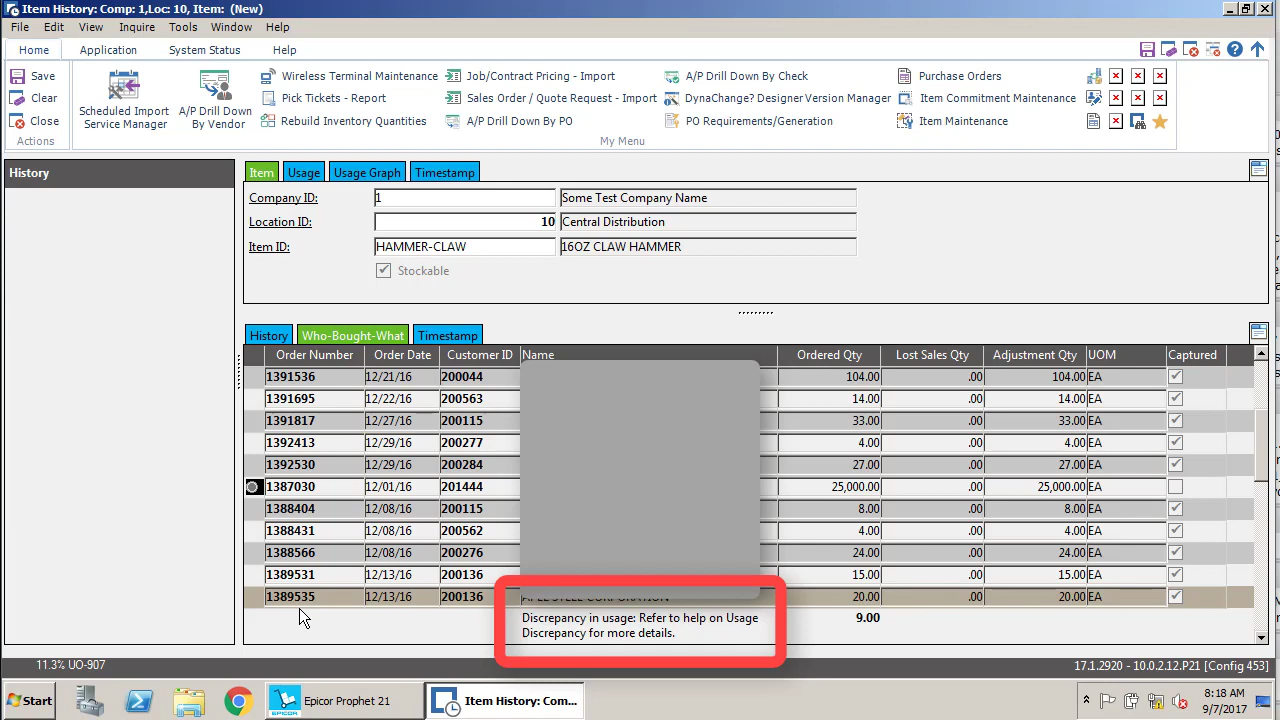 Item History: Comp: 1,Loc: 10, Item: (New)
File Edit View Inquire Tools Window Help
Home Application System Status Help
Save
Clear
Close
Actions
Scheduled Import Service Manager
A/P Drill Down By Vendor
Wireless Terminal Maintenance
Pick Tickets - Report
Rebuild Inventory Quantities
Job/Contract Pricing - Import
Sales Order / Quote Request - Import
A/P Drill Down By PO
A/P Drill Down By Check
DynaChange? Designer Version Manager
PO Requirements/Generation
Purchase Orders
Item Commitment Maintenance
Item Maintenance
My Menu
History
Item Usage Usage Graph Timestamp
Company ID: 1 Some Test Company Name
Location ID: 10 Central Distribution
Item ID: HAMMER-CLAW 16OZ CLAW HAMMER
Stockable
History Who-Bought-What Timestamp
Order Number Order Date Customer ID Name Ordered Qty Lost Sales Qty Adjustment Qty UOM Captured
1391536 12/21/16 200044 104.00 .00 104.00 EA
1391695 12/22/16 200563 14.00 .00 14.00 EA
1391817 12/27/16 200115 33.00 .00 33.00 EA
1392413 12/29/16 200277 4.00 .00 4.00 EA
1392530 12/29/16 200284 27.00 .00 27.00 EA
1387030 12/01/16 201444 25,000.00 .00 25,000.00 EA
1388404 12/08/16 200115 8.00 .00 8.00 EA
1388431 12/08/16 200562 4.00 .00 4.00 EA
1388566 12/08/16 200276 24.00 .00 24.00 EA
1389531 12/13/16 200136 15.00 .00 15.00 EA
1389535 12/13/16 200136 STEEL CORPORATION 20.00 .00 20.00 EA
Discrepancy in usage: Refer to help on Usage 9.00
Discrepancy for more details.
11.3% UO-907 17.1.2920 - 10.0.2.12.P21 [Config 453]
Start
EPICOR
Epicor Prophet 21
Item History: Com...
8:18 AM
9/7/2017